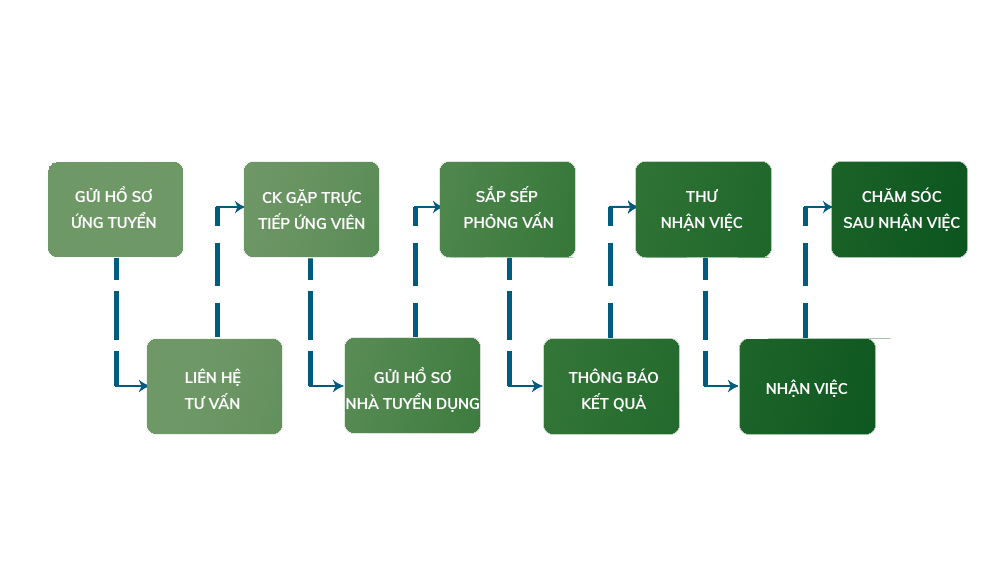 GỬI HỒ SƠ
ỨNG TUYỂN
LIÊN HỆ
TƯ VẤN
CK GẶP TRỰC
TIẾP ỨNG VIÊN
GỬI HỒ SƠ
NHÀ TUYỂN DỤNG
SẮP SẾP
PHỎNG VẤN
THÔNG BÁO
KẾT QUẢ
THƯ
NHẬN VIỆC
NHẬN VIỆC
CHĂM SÓC
SAU NHẬN VIỆC